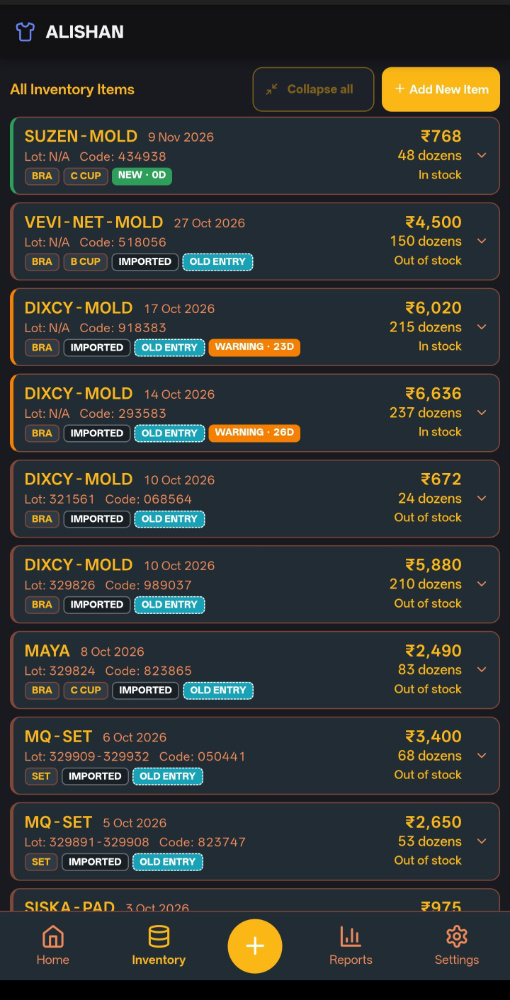 ALISHAN
All Inventory Items
Collapse all
+ Add New Item
SUZEN-MOLD 9 Nov 2026 ₹768
Lot: N/A Code: 434938 48 dozens
BRA C CUP NEW · 0D In stock
VEVI-NET-MOLD 27 Oct 2026 ₹4,500
Lot: N/A Code: 518056 150 dozens
BRA B CUP IMPORTED OLD ENTRY Out of stock
DIXCY-MOLD 17 Oct 2026 ₹6,020
Lot: N/A Code: 918383 215 dozens
BRA IMPORTED OLD ENTRY WARNING · 23D In stock
DIXCY-MOLD 14 Oct 2026 ₹6,636
Lot: N/A Code: 293583 237 dozens
BRA IMPORTED OLD ENTRY WARNING · 26D In stock
DIXCY-MOLD 10 Oct 2026 ₹672
Lot: 321561 Code: 068564 24 dozens
BRA IMPORTED OLD ENTRY Out of stock
DIXCY-MOLD 10 Oct 2026 ₹5,880
Lot: 329826 Code: 989037 210 dozens
BRA IMPORTED OLD ENTRY Out of stock
MAYA 8 Oct 2026 ₹2,490
Lot: 329824 Code: 823865 83 dozens
BRA C CUP IMPORTED OLD ENTRY Out of stock
MQ-SET 6 Oct 2026 ₹3,400
Lot: 329909-329932 Code: 050441 68 dozens
SET IMPORTED OLD ENTRY Out of stock
MQ-SET 5 Oct 2026 ₹2,650
Lot: 329891-329908 Code: 823747 53 dozens
SET IMPORTED OLD ENTRY Out of stock
SISKA-PAD 3 Oct 2026 ₹975
Home Inventory Reports Settings